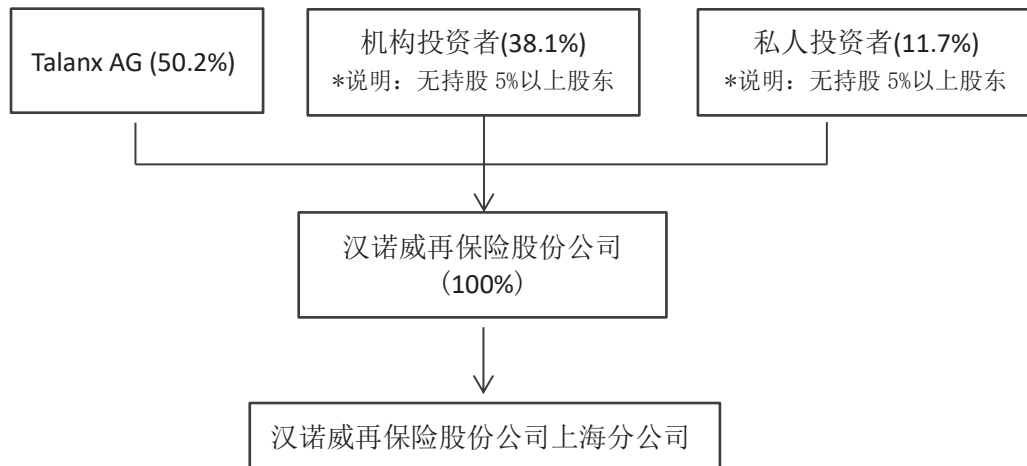 Talanx AG (50.2%)
机构投资者(38.1%)
*说明：无持股 5%以上股东
私人投资者(11.7%)
*说明：无持股 5%以上股东
汉诺威再保险股份公司
（100%）
汉诺威再保险股份公司上海分公司